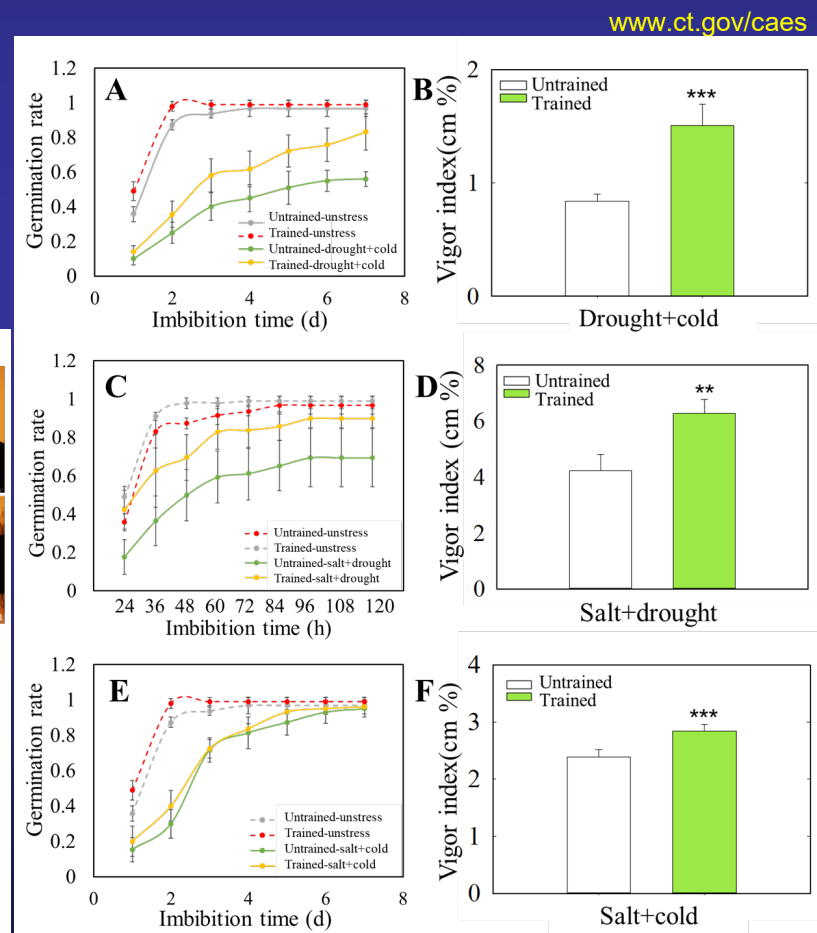 www.ct.gov/caes
A
1.2
1
0.8
0.6
0.4
0.2
0
Germination rate
Untrained-unstress
Trained-unstress
Untrained-drought+cold
Trained-drought+cold
0 2 4 6 8
Imbibition time (d)
B
2
1
0
Vigor index(cm %)
Untrained
Trained
***
Drought+cold
C
1.2
1
0.8
0.6
0.4
0.2
0
Germination rate
Untrained-unstress
Trained-unstress
Untrained-salt+drought
Trained-salt+drought
24 36 48 60 72 84 96 108 120
Imbibition time (h)
D
8
6
4
2
0
Vigor index (cm %)
Untrained
Trained
**
Salt+drought
E
1.2
1
0.8
0.6
0.4
0.2
0
Germination rate
Untrained-unstress
Trained-unstress
Untrained-salt+cold
Trained-salt+cold
0 2 4 6 8
Imbibition time (d)
F
4
3
2
1
0
Vigor index(cm %)
Untrained
Trained
***
Salt+cold